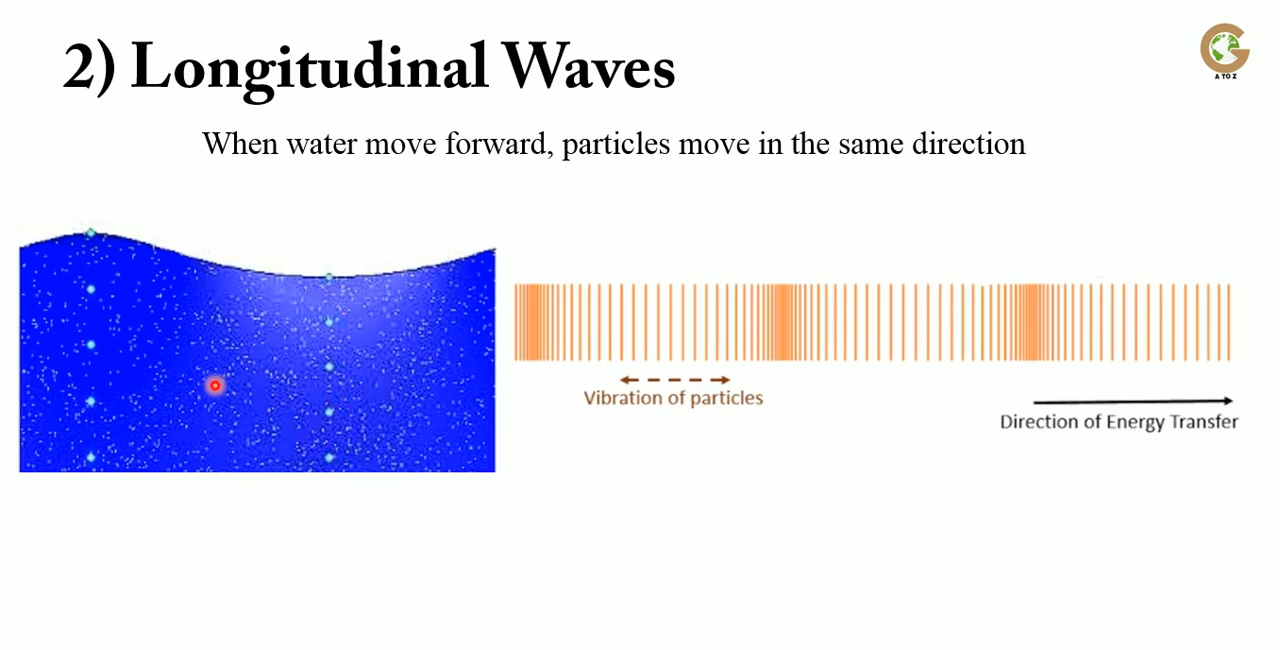 2) Longitudinal Waves
A TO Z
When water move forward, particles move in the same direction
Vibration of particles
Direction of Energy Transfer